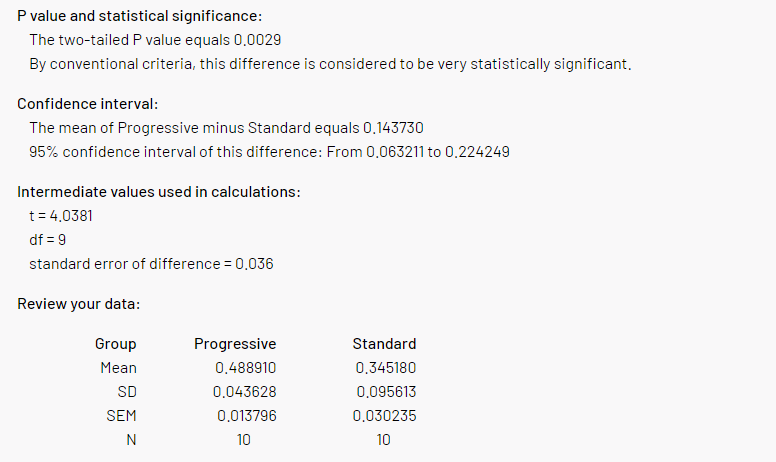 P value and statistical significance:
The two-tailed P value equals 0.0029
By conventional criteria, this difference is considered to be very statistically significant.
Confidence interval:
The mean of Progressive minus Standard equals 0.143730
95% confidence interval of this difference: From 0.063211 to 0.224249
Intermediate values used in calculations:
t = 4.0381
df = 9
standard error of difference = 0.036
Review your data:
Group Progressive Standard
Mean 0.488910 0.345180
SD 0.043628 0.095613
SEM 0.013796 0.030235
N 10 10